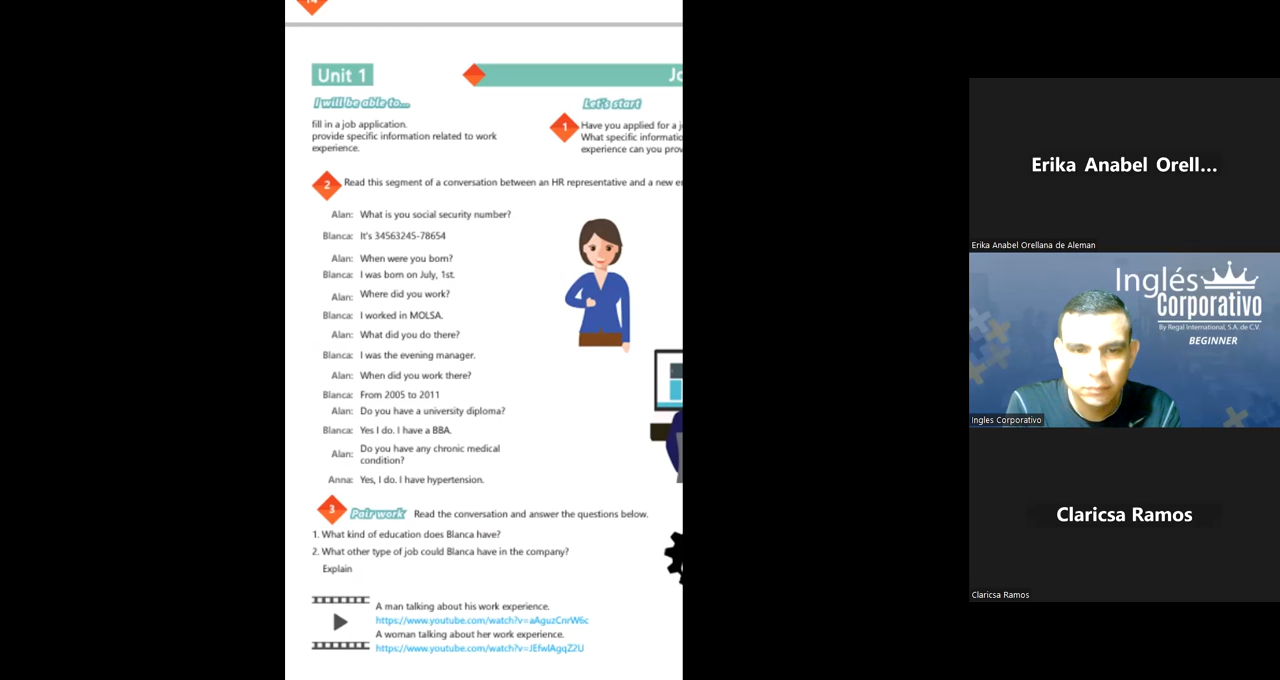 14
Unit 1
I will be able to...
Let's start
fill in a job application.
provide specific information related to work
experience.
1
Have you applied for a
What specific
experience can you
2
Read this segment of a conversation between an HR representative and a new
Alan: What is you social security number?
Blanca: It's 34563245-78654
Alan: When were you born?
Blanca: I was born on July, 1st.
Alan: Where did you work?
Blanca: I worked in MOLSA.
Alan: What did you do there?
Blanca: I was the evening manager.
Alan: When did you work there?
Blanca: From 2005 to 2011
Alan: Do you have a university diploma?
Blanca: Yes I do. I have a BBA.
Alan: Do you have any chronic medical
condition?
Anna: Yes, I do. I have hypertension.
3
Pair work Read the conversation and answer the questions below.
1. What kind of education does Blanca have?
2. What other type of job could Blanca have in the company?
Explain
A man talking about his work experience.
https://www.youtube.com/watch?v=aAguzCnrW6c
A woman talking about her work experience.
https://www.youtube.com/watch?v=JEfwlAgqZ2U
Erika Anabel Orell...
Erika Anabel Orellana de Aleman
Inglés
Corporativo
By Regal International, S.A. de C.V.
BEGINNER
Ingles Corporativo
Claricsa Ramos
Claricsa Ramos